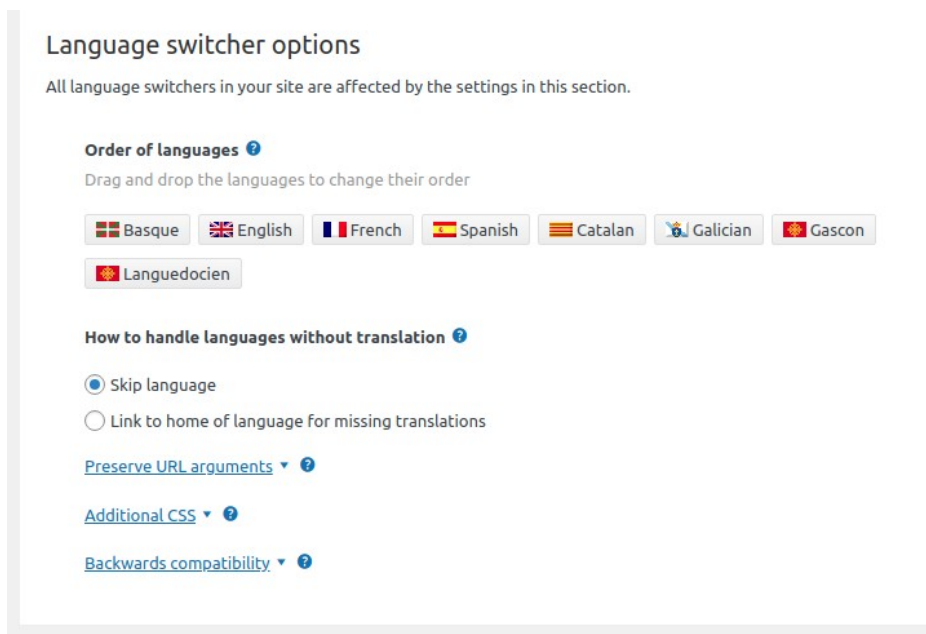 Language switcher options
All language switchers in your site are affected by the settings in this section.
Order of languages ?
Drag and drop the languages to change their order
Basque English French Spanish Catalan Galician Gascon
Languedocien
How to handle languages without translation ?
Skip language
Link to home of language for missing translations
Preserve URL arguments ?
Additional CSS ?
Backwards compatibility ?